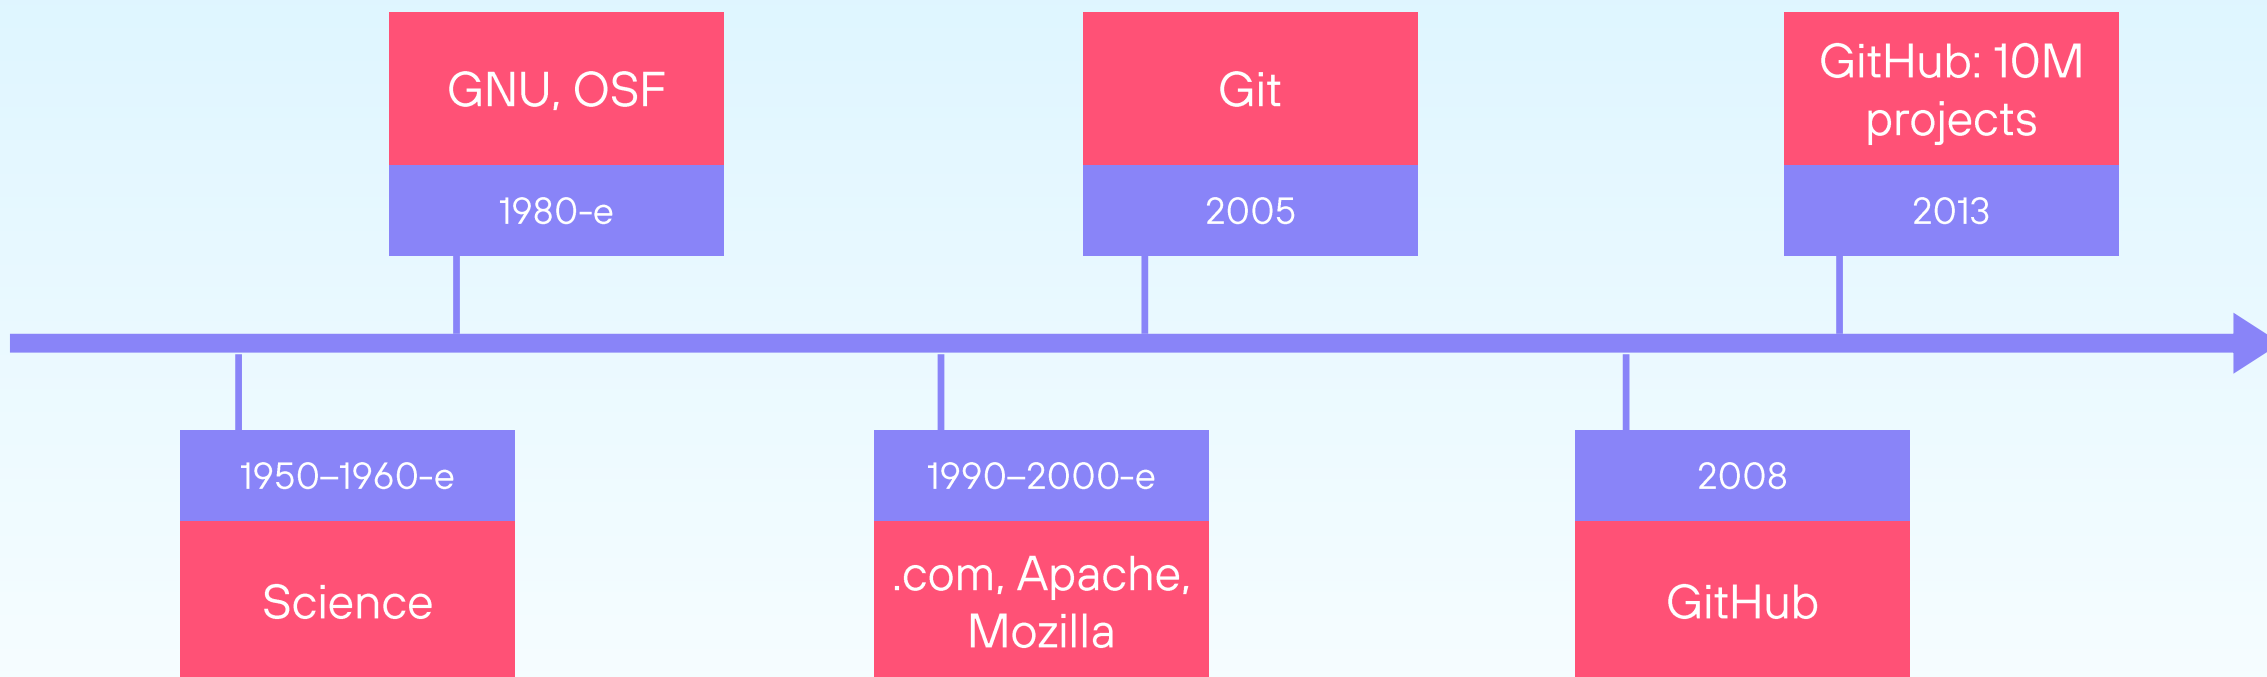 GNU, OSF
1980-e
Git
2005
GitHub: 10M
projects
2013
1950–1960-e
Science
1990–2000-e
.com, Apache,
Mozilla
2008
GitHub